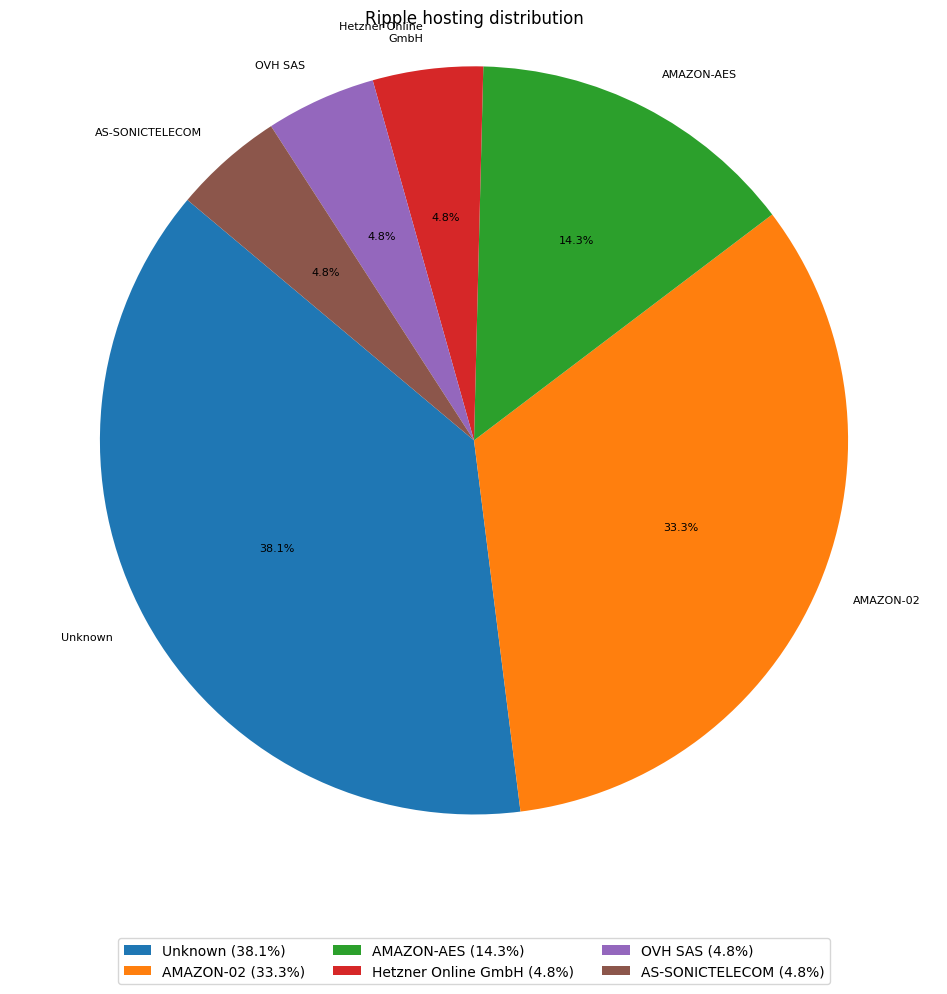 Ripple hosting distribution
Hetzner Online
GmbH
OVH SAS
AMAZON-AES
AS-SONICTELECOM
4.8%
4.8%
14.3%
4.8%
33.3%
38.1%
AMAZON-02
Unknown
Unknown (38.1%)
AMAZON-02 (33.3%)
AMAZON-AES (14.3%)
Hetzner Online GmbH (4.8%)
OVH SAS (4.8%)
AS-SONICTELECOM (4.8%)